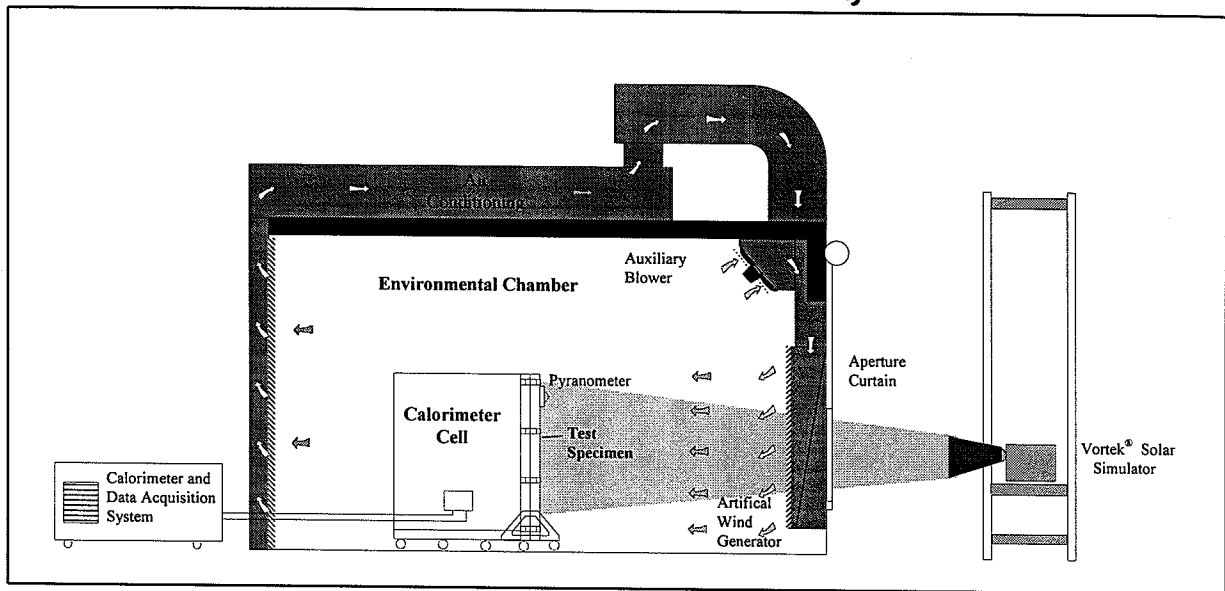 Air
Conditioning
Auxiliary
Blower
Environmental Chamber
Aperture
Curtain
Pyranometer
Calorimeter
Cell
Test
Specimen
Vortek® Solar
Simulator
Calorimeter and
Data Acquisition
System
Artifical
Wind
Generator